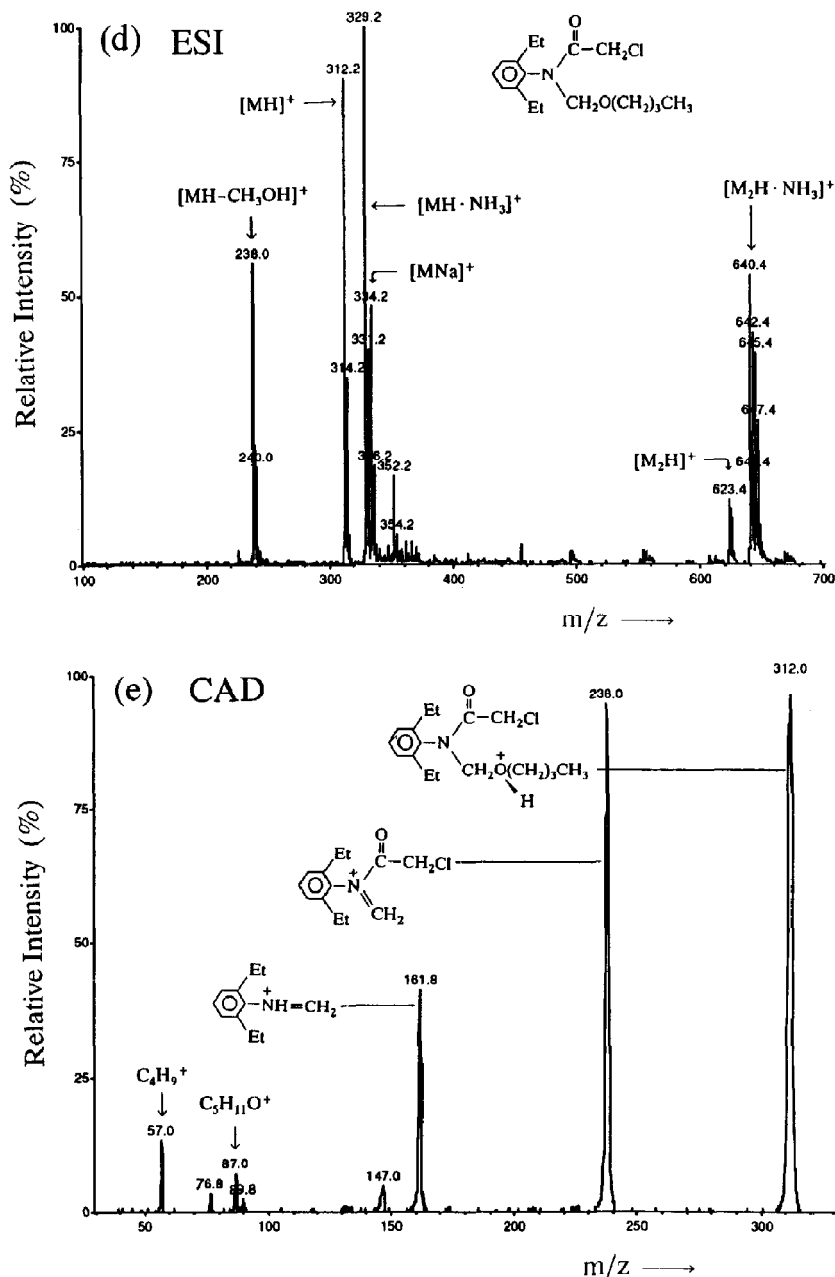 (d) ESI
[MH]⁺
[MH-CH₃OH]⁺
[MH · NH₃]⁺
[MNa]⁺
[M₂H · NH₃]⁺
[M₂H]⁺
Et
O
C
CH₂Cl
N
Et
CH₂O(CH₂)₃CH₃
329.2
312.2
238.0
334.2
331.2
314.2
240.0
352.2
354.2
640.4
642.4
645.4
623.4
Relative Intensity (%)
100
75
50
25
0
100 200 300 400 500 600 700
m/z →
(e) CAD
Et
O
C
CH₂Cl
N
Et
CH₂O⁺(CH₂)₃CH₃
H
Et
O
C
CH₂Cl
N⁺
Et
CH₂
Et
⁺NH=CH₂
Et
C₄H₉⁺
C₅H₁₁O⁺
57.0
76.8
87.0
147.0
161.8
238.0
312.0
Relative Intensity (%)
100
75
50
25
0
50 100 150 200 250 300
m/z →